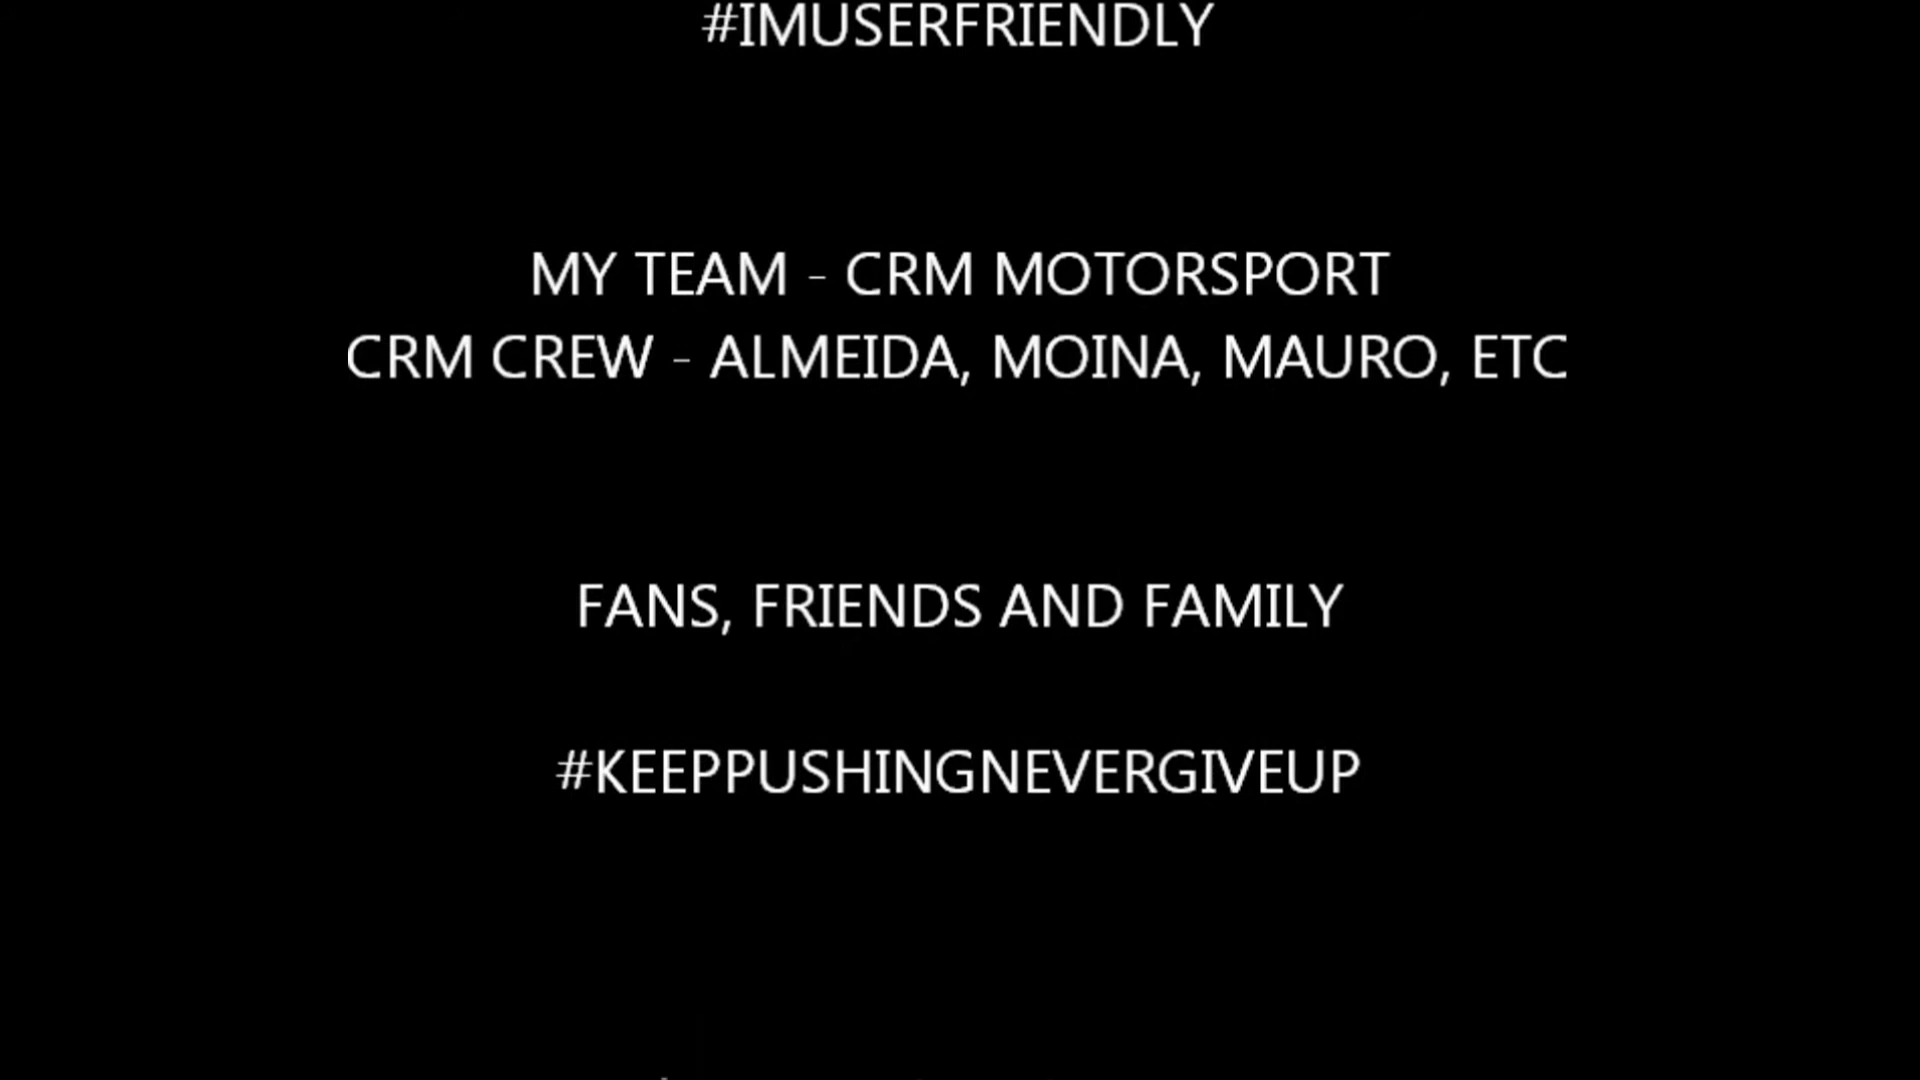 #IMUSERFRIENDLY
MY TEAM - CRM MOTORSPORT
CRM CREW - ALMEIDA, MOINA, MAURO, ETC
FANS, FRIENDS AND FAMILY
#KEEPPUSHINGNEVERGIVEUP